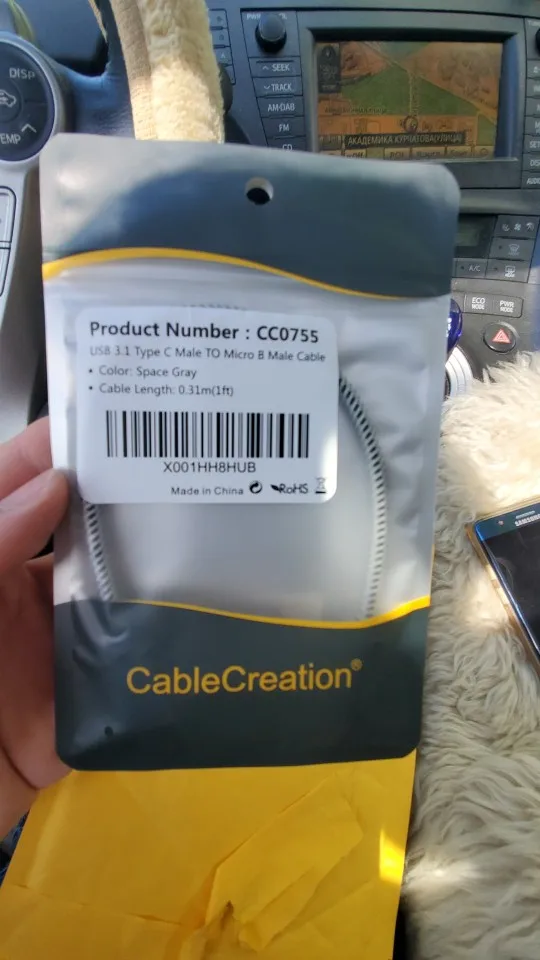 DISP
TEMP
SEEK
TRACK
AM·DAB
FM
CD
АКАДЕМИКА КУРЧАТОВА(УЛИЦА)
A/C
ECO
MODE
PWR
MODE
Product Number : CC0755
USB 3.1 Type C Male TO Micro B Male Cable
• Color: Space Gray
• Cable Length: 0.31m(1ft)
X001HH8HUB
Made in China RoHS
SAMSUNG
CableCreation®